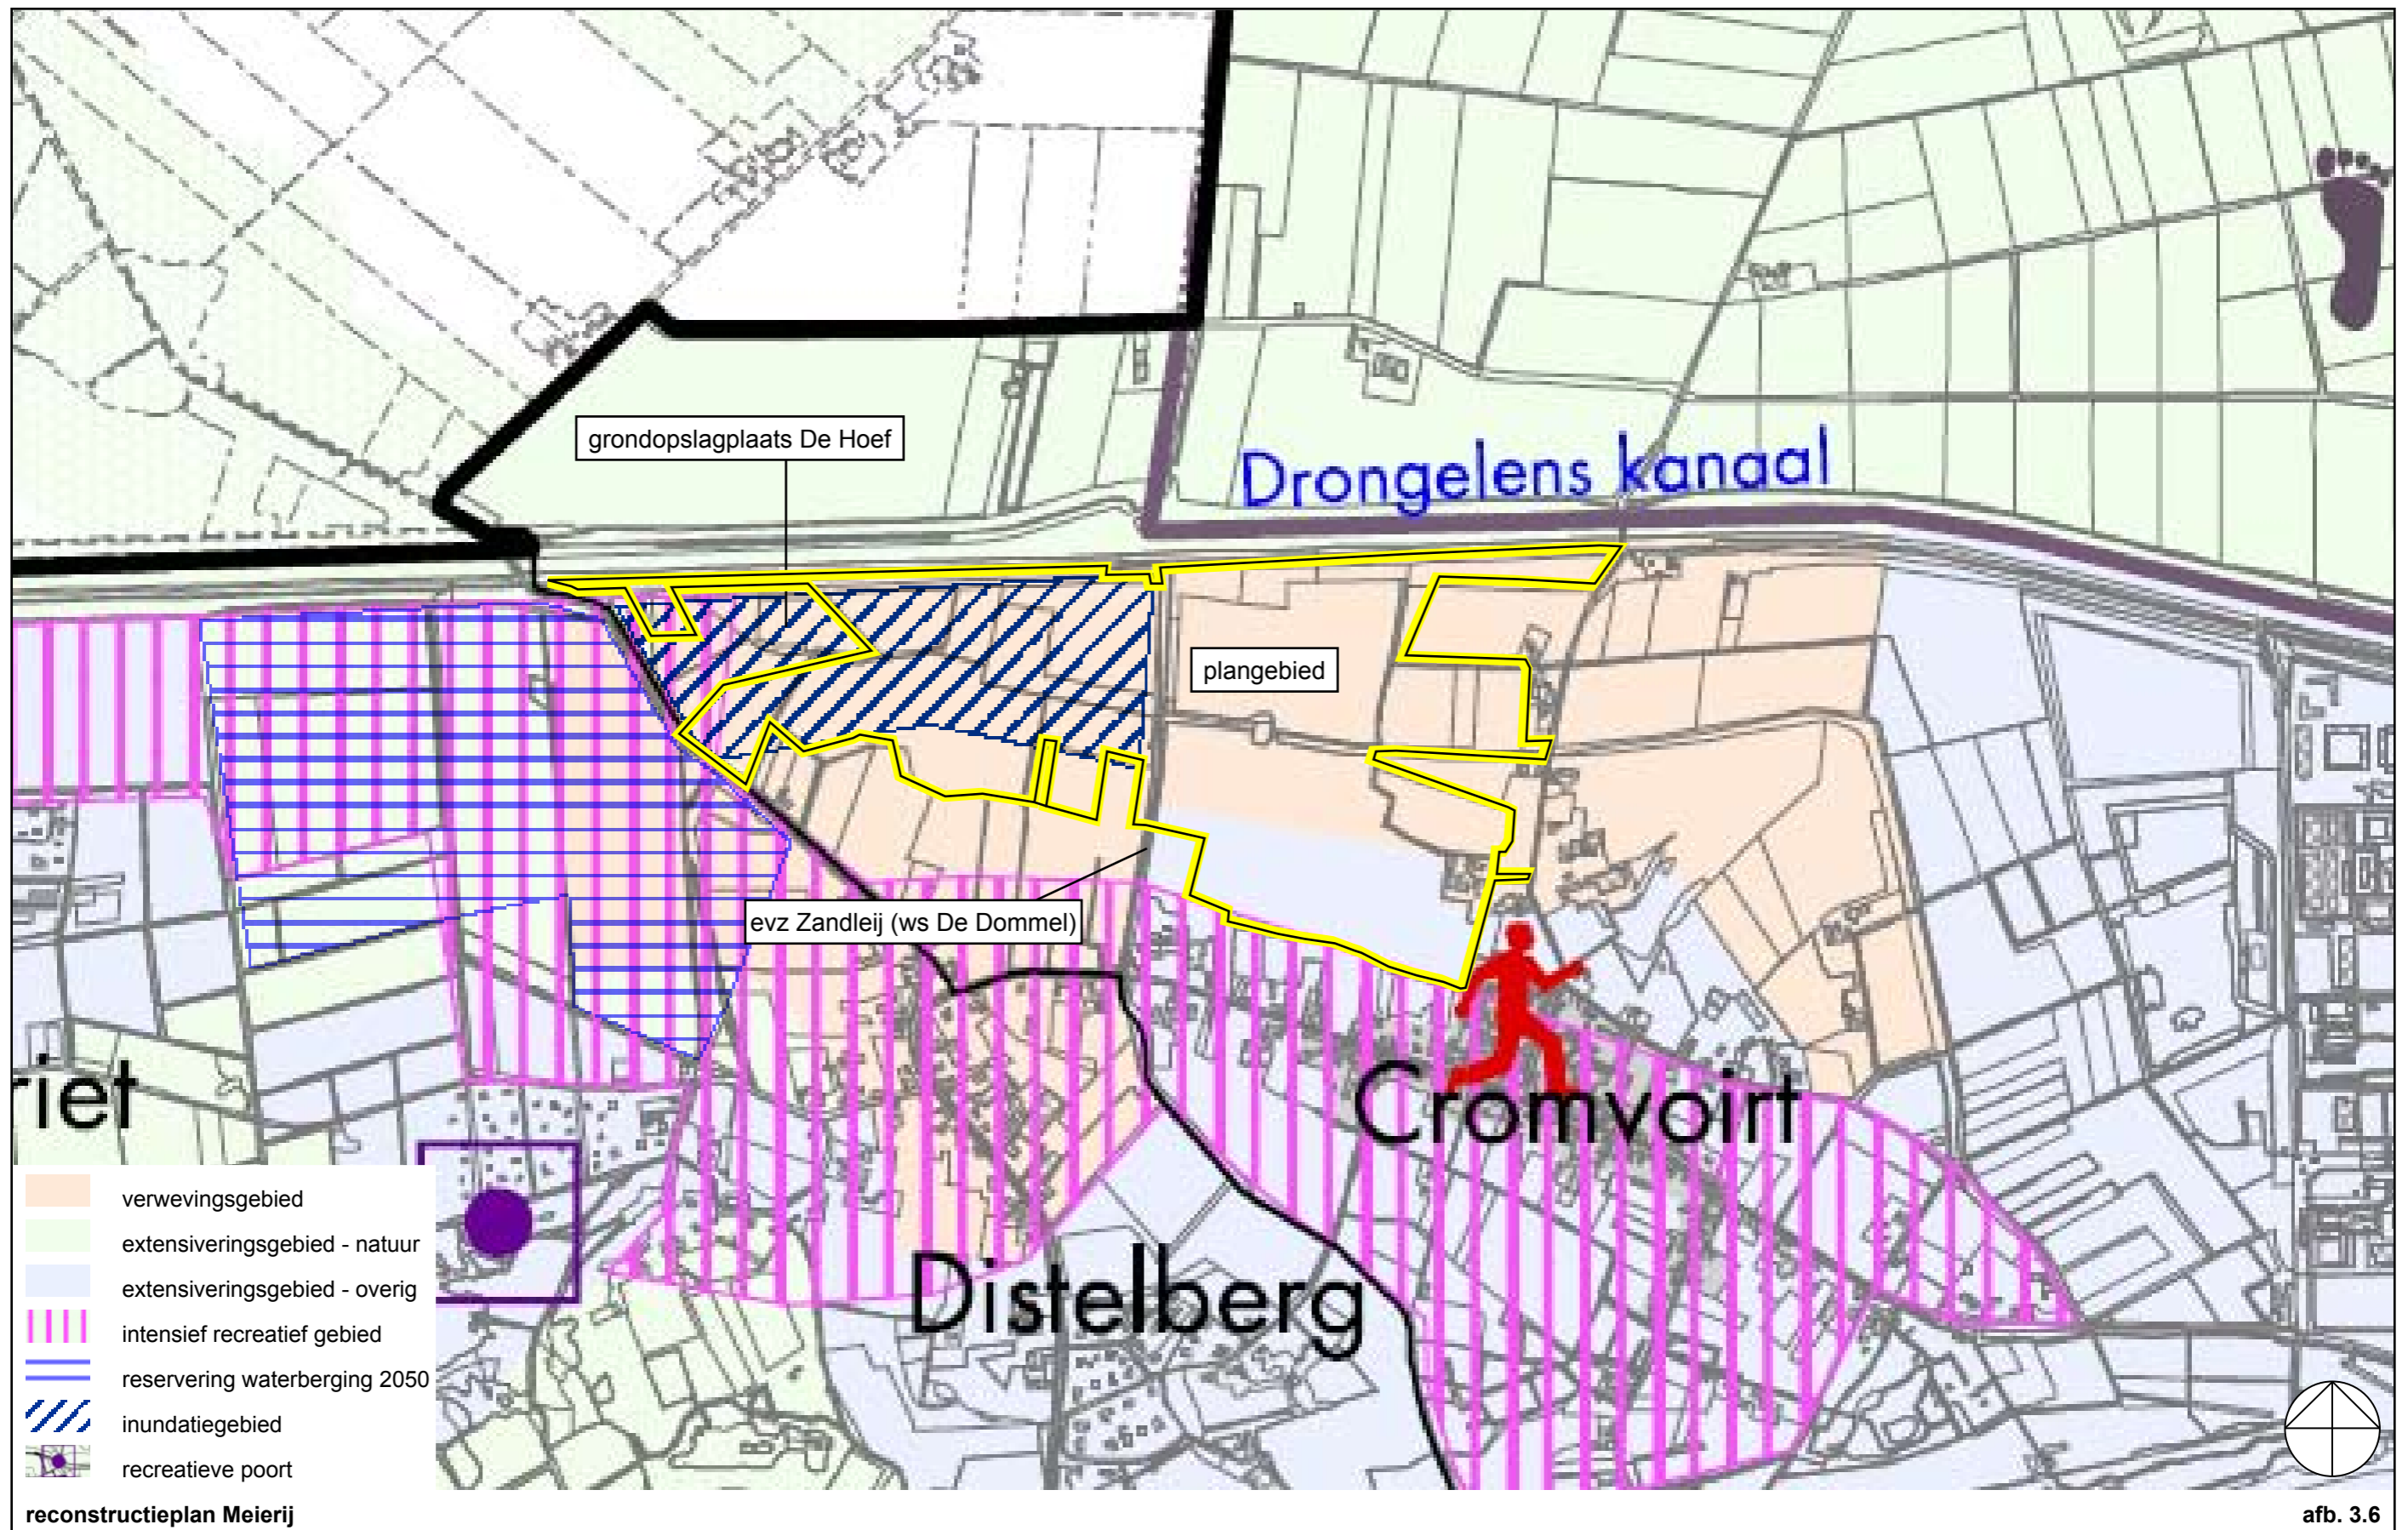 grondopslagplaats De Hoef
Drongelens kanaal
plangebied
evz Zandleij (ws De Dommel)
Cromvoirt
riet
Distelberg
verwevingsgebied
extensiveringsgebied - natuur
extensiveringsgebied - overig
intensief recreatief gebied
reservering waterberging 2050
inundatiegebied
recreatieve poort
reconstructieplan Meierij
afb. 3.6